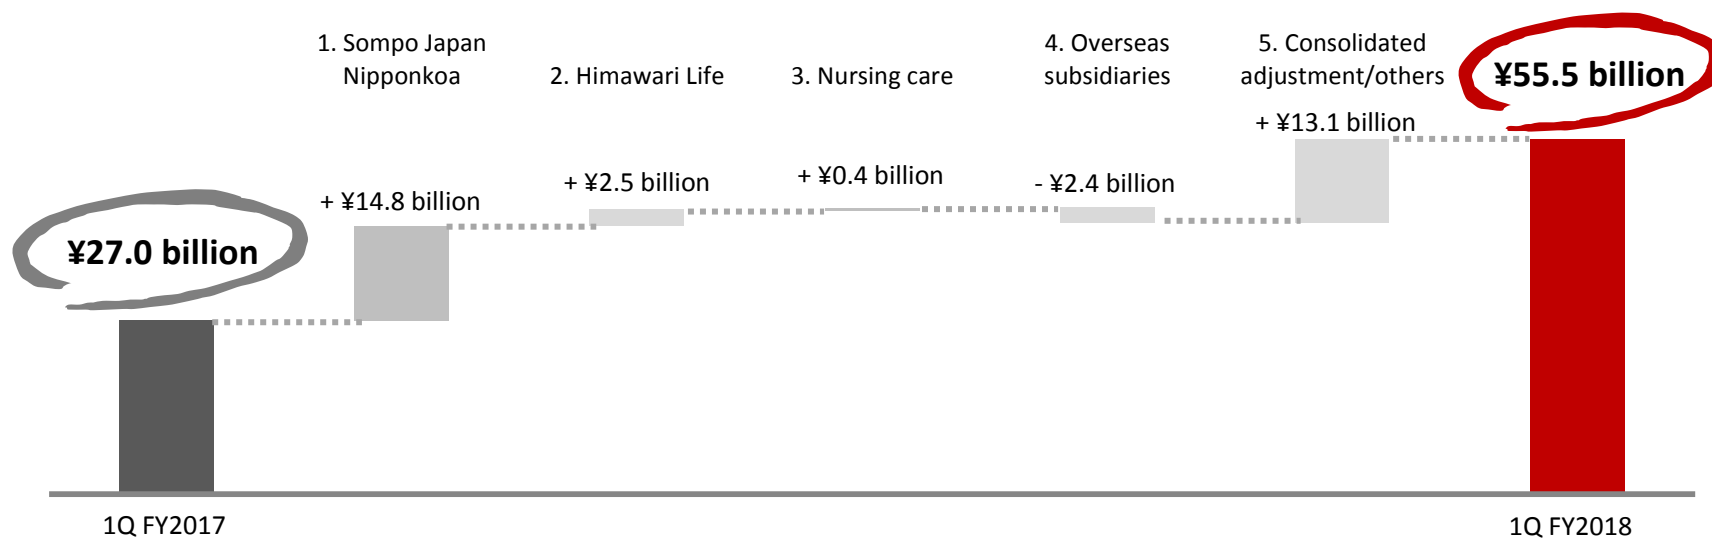 1. Sompo Japan
Nipponkoa
2. Himawari Life
3. Nursing care
4. Overseas
subsidiaries
5. Consolidated
adjustment/others
¥55.5 billion
+ ¥13.1 billion
+ ¥14.8 billion
+ ¥2.5 billion
+ ¥0.4 billion
- ¥2.4 billion
¥27.0 billion
1Q FY2017
1Q FY2018